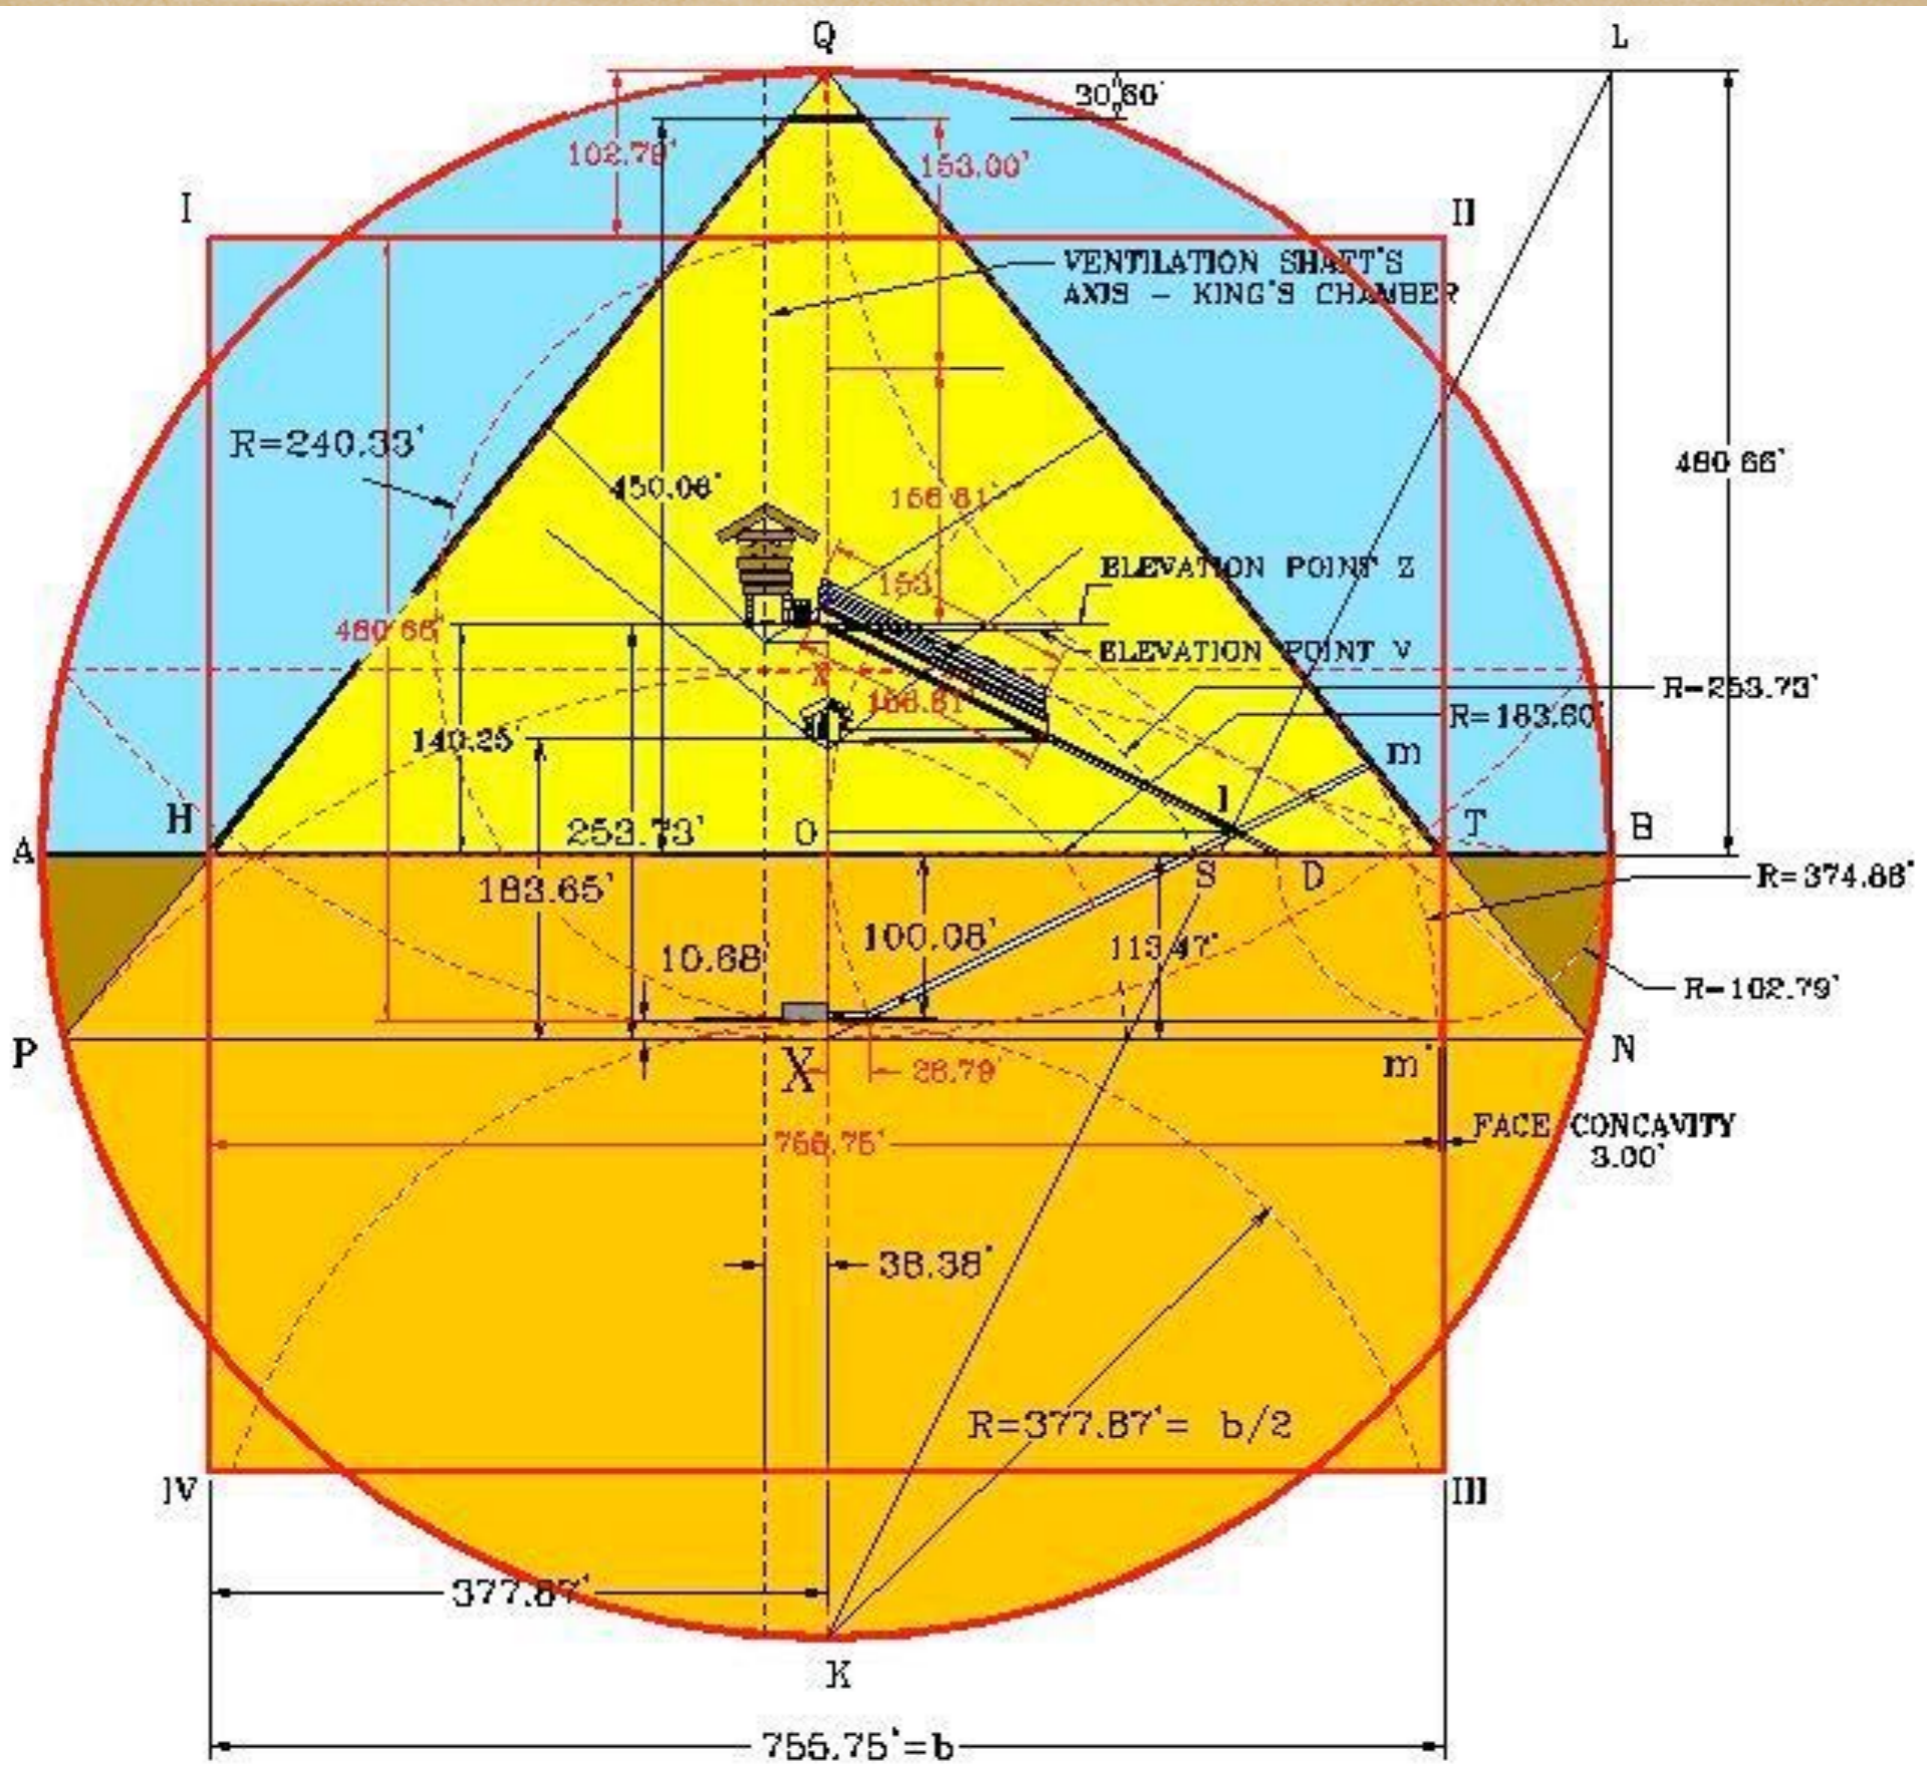 Q
L
30.60'
102.79'
153.00'
I
II
VENTILATION SHAFT'S
AXIS - KING'S CHAMBER
R=240.33'
450.06'
480.66'
156.81'
ELEVATION POINT Z
153'
480.66'
ELEVATION POINT V
R=253.73'
R=183.60'
140.25'
m
H
253.73'
O
1
T
B
A
183.65'
S
D
R=374.86'
10.68'
100.08'
113.47'
R=102.79'
P
X
26.79'
m'
N
FACE CONCAVITY
3.00'
755.75'
38.38'
R=377.87'= b/2
IV
III
377.87'
K
755.75'=b